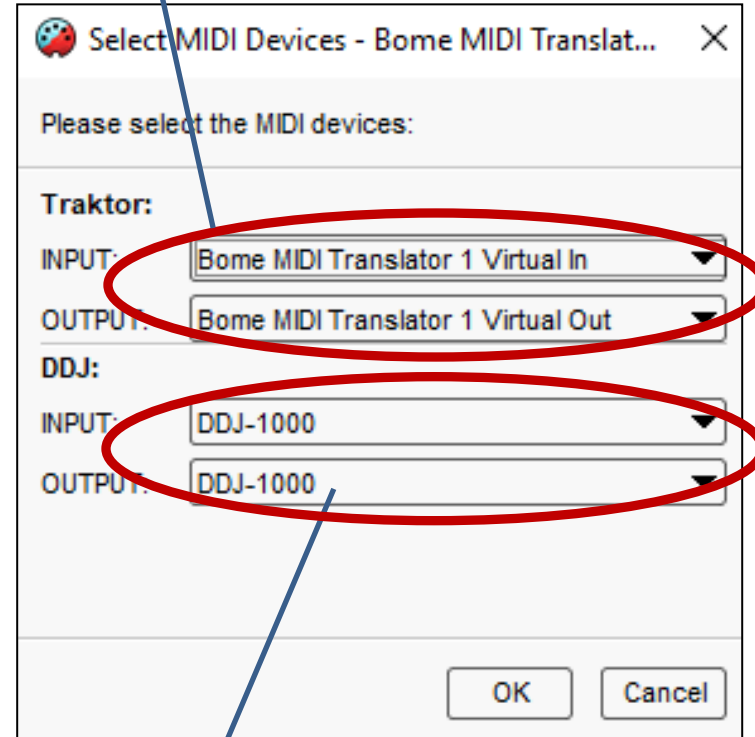 Select MIDI Devices - Bome MIDI Translat...
Please select the MIDI devices:
Traktor:
INPUT: Bome MIDI Translator 1 Virtual In
OUTPUT: Bome MIDI Translator 1 Virtual Out
DDJ:
INPUT: DDJ-1000
OUTPUT: DDJ-1000
OK Cancel